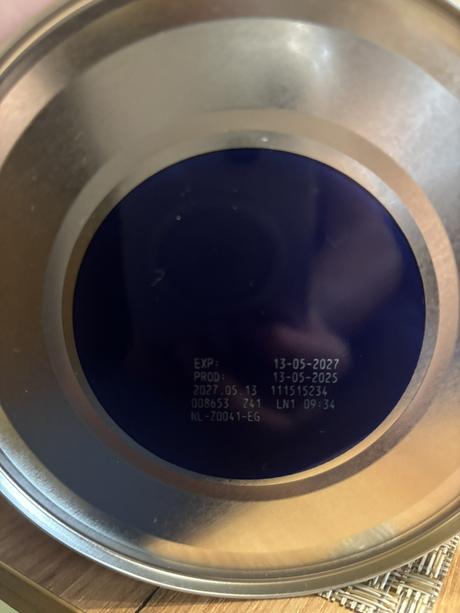 EXP: 13-05-2027
PROD: 13-05-2025
2027.05.13 111515234
008653 Z41 LN1 09:34
NL-Z0041-EG